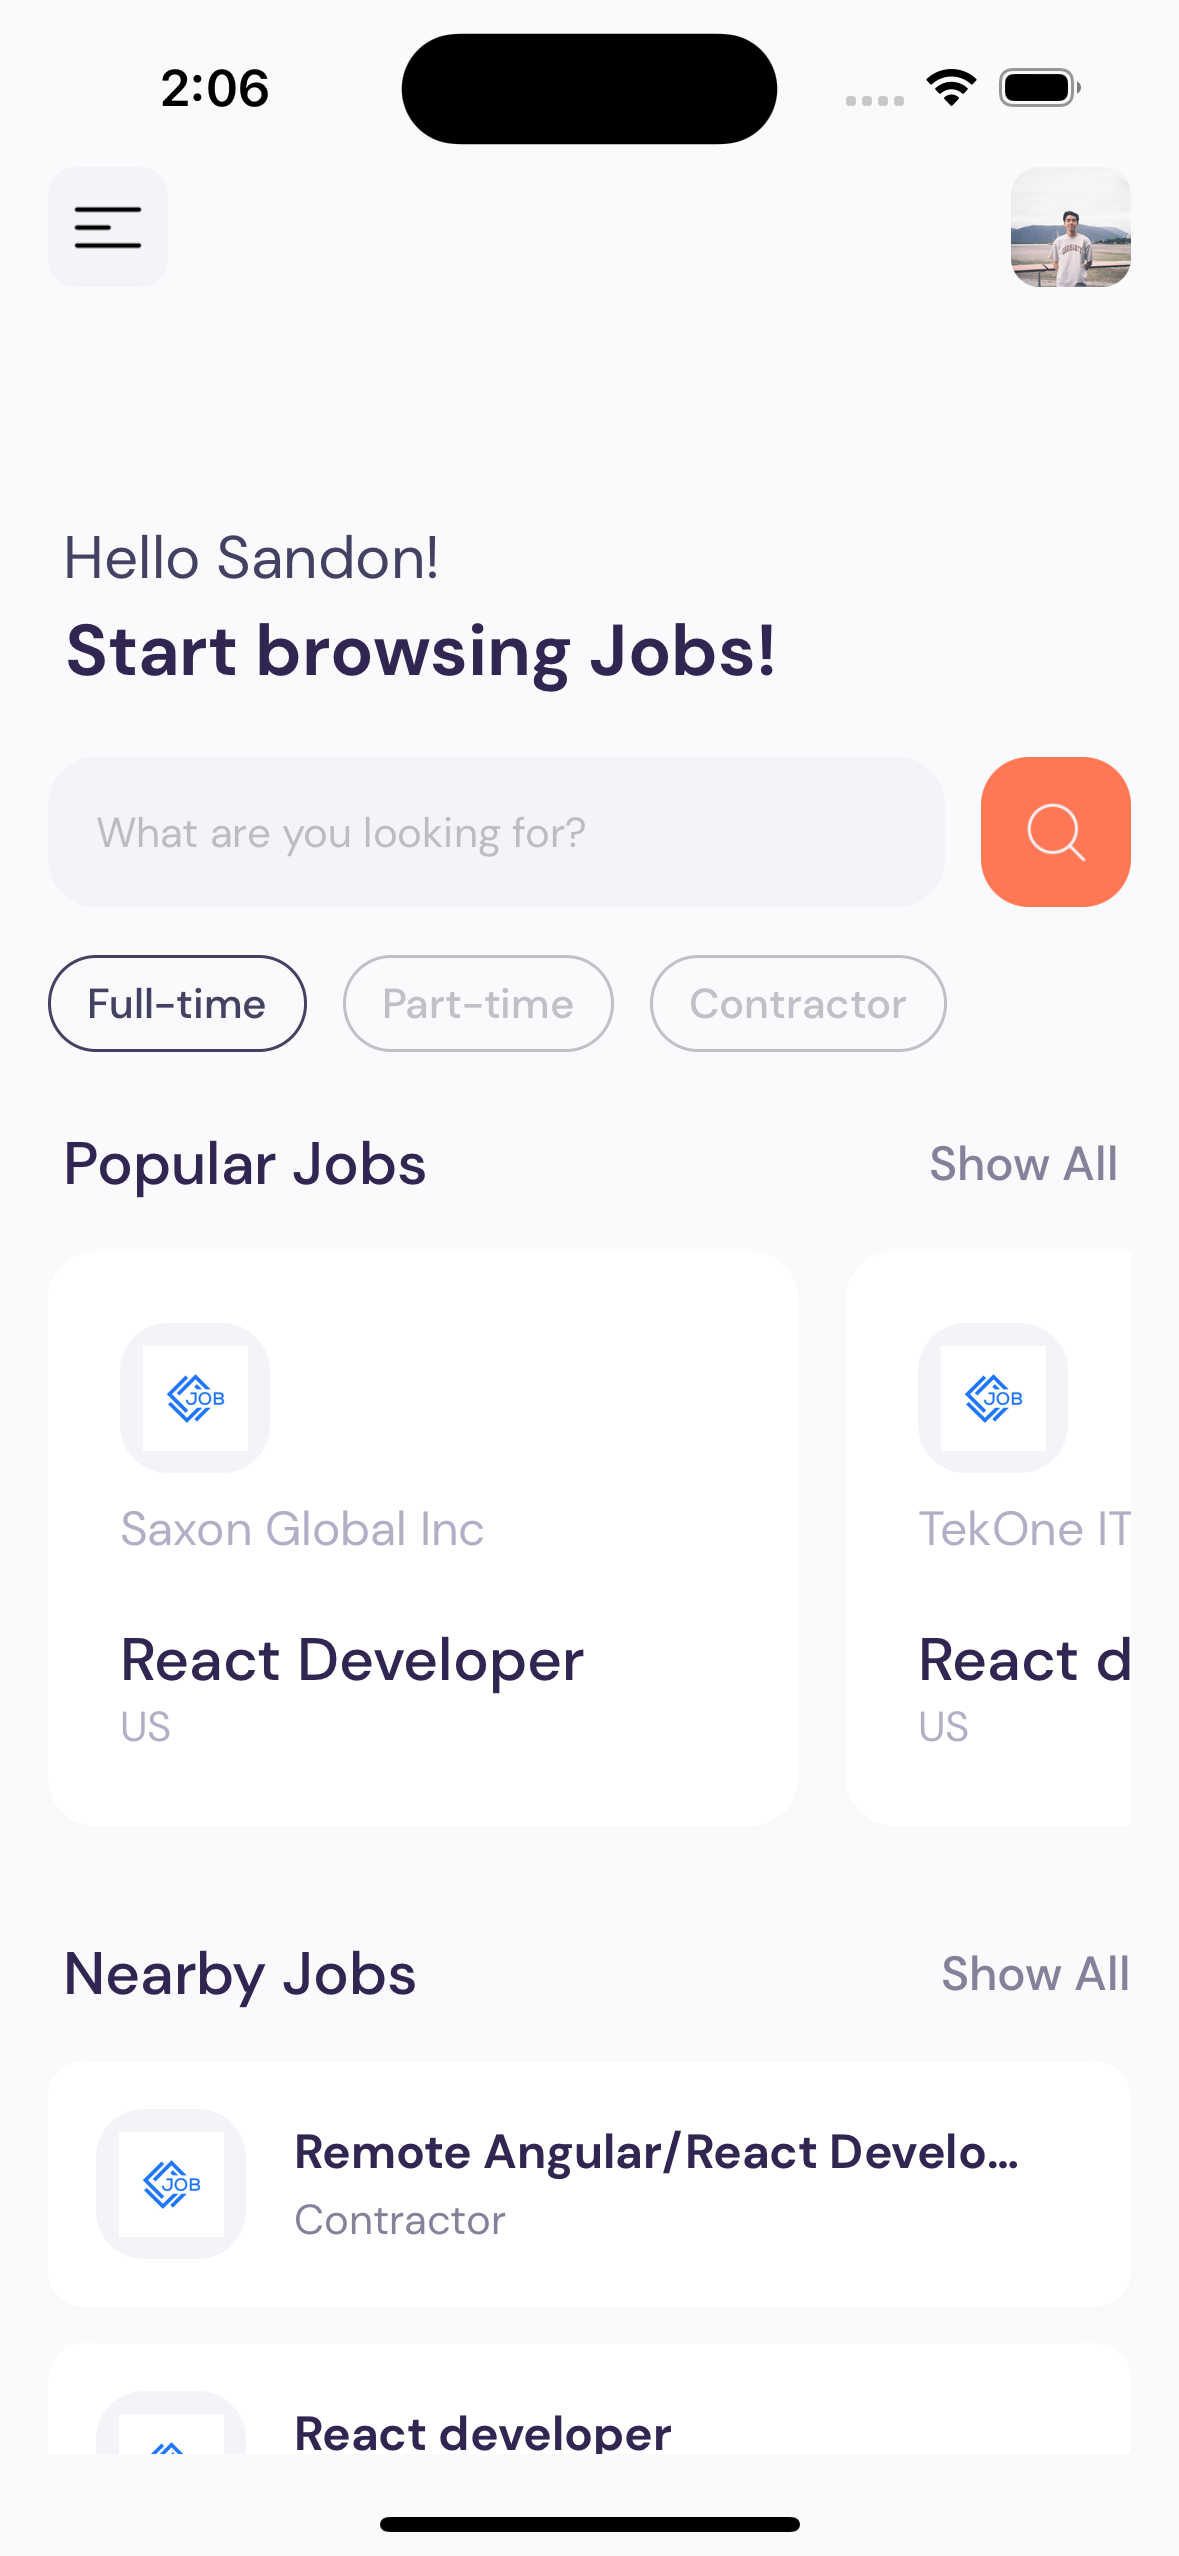 2:06
Hello Sandon!
Start browsing Jobs!
What are you looking for?
Full-time
Part-time
Contractor
Popular Jobs
Show All
JOB
JOB
Saxon Global Inc
TekOne IT
React Developer
React d
US
US
Nearby Jobs
Show All
JOB
Remote Angular/React Develo...
Contractor
React developer